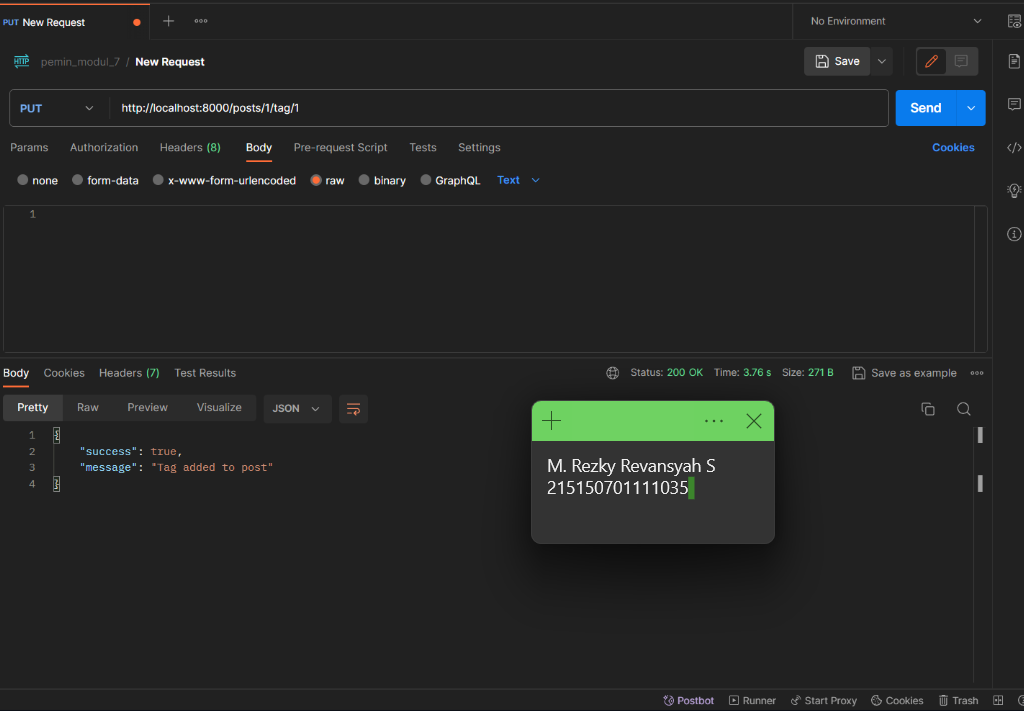 PUT New Request
No Environment
HTTP pemin_modul_7 / New Request
Save
PUT http://localhost:8000/posts/1/tag/1 Send
Params Authorization Headers (8) Body Pre-request Script Tests Settings Cookies
none form-data x-www-form-urlencoded raw binary GraphQL Text
1
Body Cookies Headers (7) Test Results Status: 200 OK Time: 3.76 s Size: 271 B Save as example
Pretty Raw Preview Visualize JSON
1 {
2 "success": true,
3 "message": "Tag added to post"
4 }
M. Rezky Revansyah S
215150701111035
Postbot Runner Start Proxy Cookies Trash